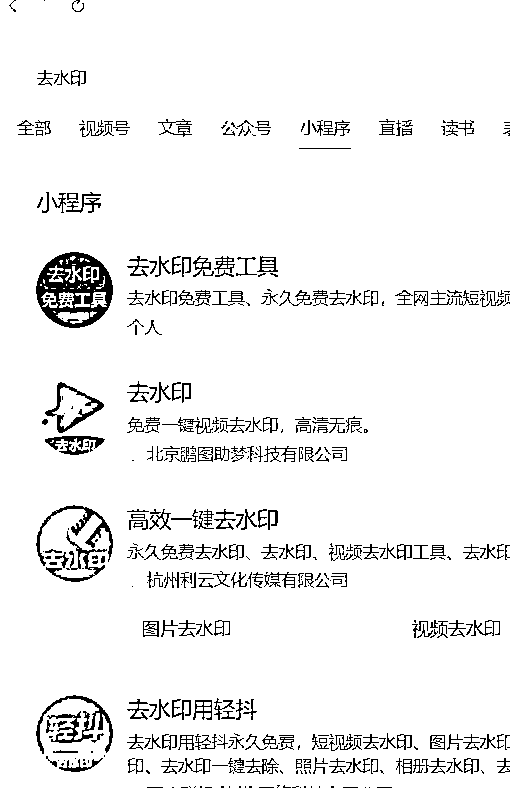 去水印
全部 视频号 文章 公众号 小程序 直播 读书
小程序
去水印
免费工具
去水印免费工具
去水印免费工具、永久免费去水印，全网主流短视频
个人
去水印
去水印
免费一键视频去水印，高清无痕。
北京鹏图助梦科技有限公司
去水印
高效一键去水印
永久免费去水印、去水印、视频去水印工具、去水印
杭州利云文化传媒有限公司
图片去水印 视频去水印
轻抖
去水印用轻抖
去水印用轻抖永久免费，短视频去水印、图片去水印
印、去水印一键去除、照片去水印、相册去水印、去